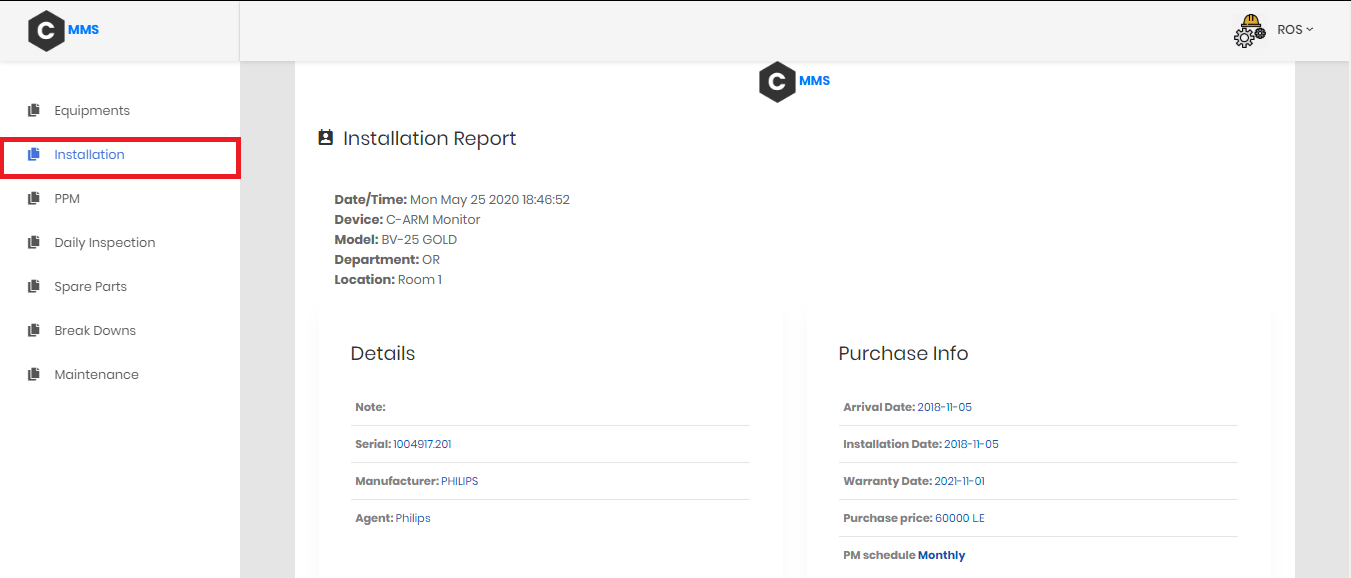 C MMS
ROS
Equipments
Installation
PPM
Daily Inspection
Spare Parts
Break Downs
Maintenance
C MMS
Installation Report
Date/Time: Mon May 25 2020 18:46:52
Device: C-ARM Monitor
Model: BV-25 GOLD
Department: OR
Location: Room 1
Details
Note:
Serial: 1004917.201
Manufacturer: PHILIPS
Agent: Philips
Purchase Info
Arrival Date: 2018-11-05
Installation Date: 2018-11-05
Warranty Date: 2021-11-01
Purchase price: 60000 LE
PM schedule Monthly